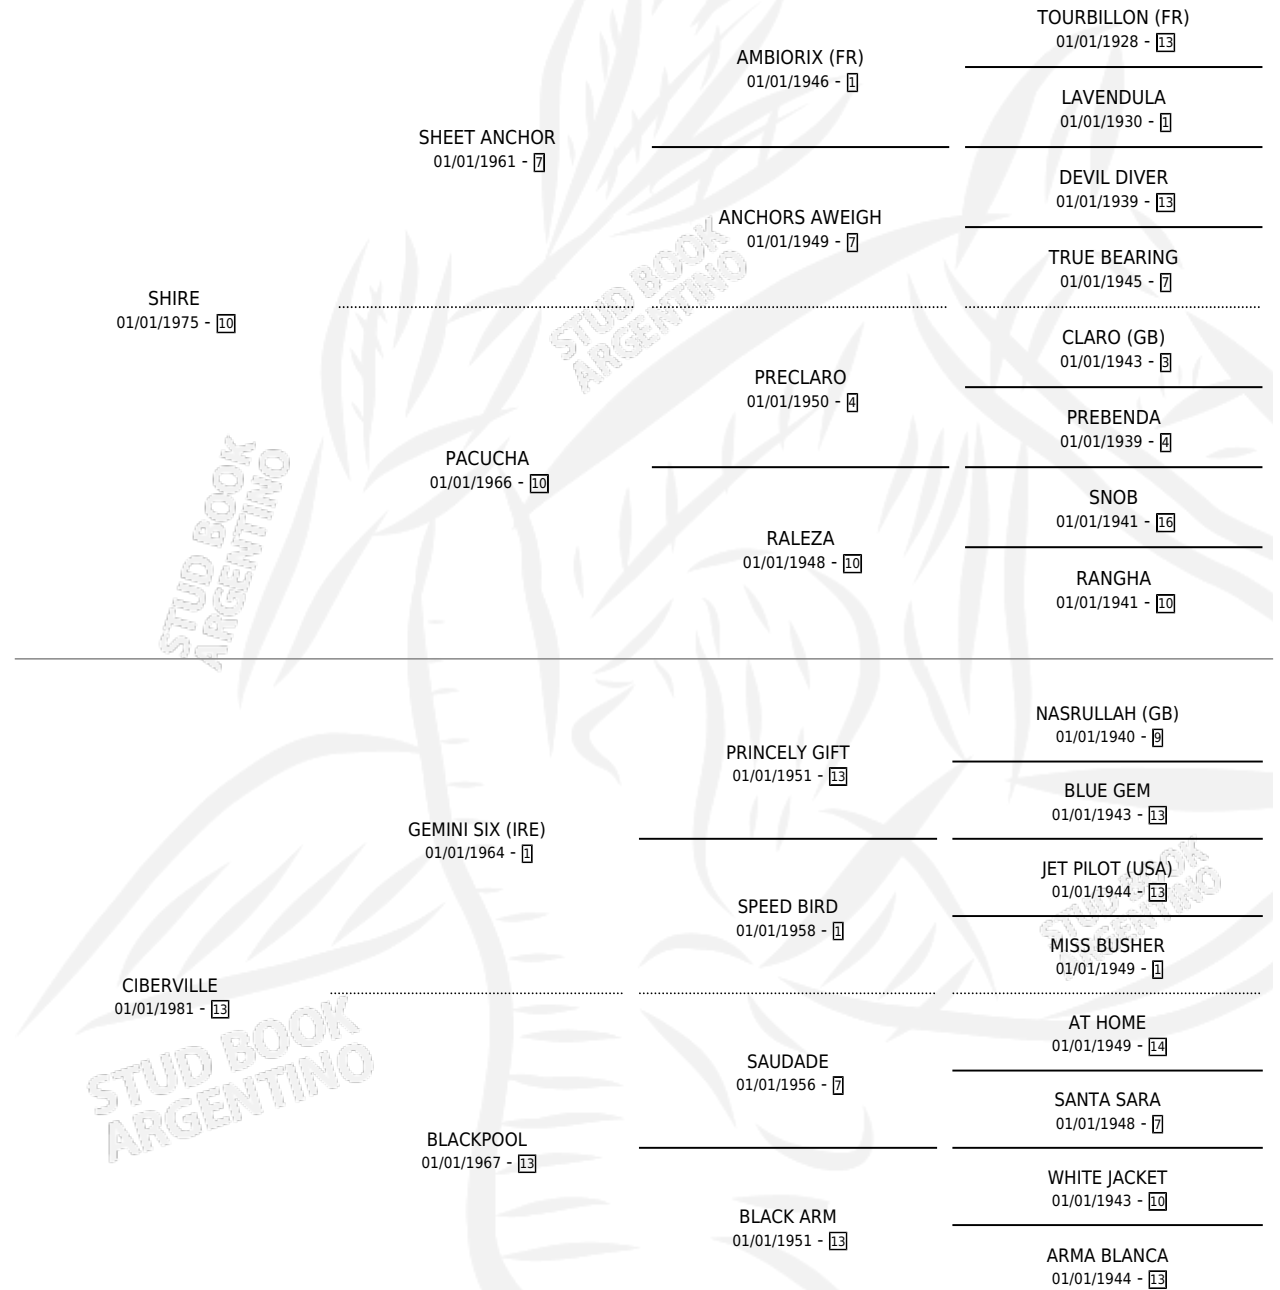 TOURBILLON (FR)
01/01/1928 - 13
AMBIORIX (FR)
01/01/1946 - 1
LAVENDULA
01/01/1930 - 1
SHEET ANCHOR
01/01/1961 - 7
DEVIL DIVER
01/01/1939 - 13
ANCHORS AWEIGH
01/01/1949 - 7
TRUE BEARING
01/01/1945 - 7
SHIRE
01/01/1975 - 10
STUD BOOK
ARGENTINO
CLARO (GB)
01/01/1943 - 3
PRECLARO
01/01/1950 - 4
PREBENDA
01/01/1939 - 4
PACUCHA
01/01/1966 - 10
SNOB
01/01/1941 - 16
RALEZA
01/01/1948 - 10
RANGHA
01/01/1941 - 10
STUD BOOK
ARGENTINO
NASRULLAH (GB)
01/01/1940 - 9
PRINCELY GIFT
01/01/1951 - 13
BLUE GEM
01/01/1943 - 13
GEMINI SIX (IRE)
01/01/1964 - 1
JET PILOT (USA)
01/01/1944 - 13
SPEED BIRD
01/01/1958 - 1
STUD BOOK
ARGENTINO
MISS BUSHER
01/01/1949 - 1
CIBERVILLE
01/01/1981 - 13
STUD BOOK
ARGENTINO
AT HOME
01/01/1949 - 14
SAUDADE
01/01/1956 - 7
SANTA SARA
01/01/1948 - 7
BLACKPOOL
01/01/1967 - 13
WHITE JACKET
01/01/1943 - 10
BLACK ARM
01/01/1951 - 13
ARMA BLANCA
01/01/1944 - 13